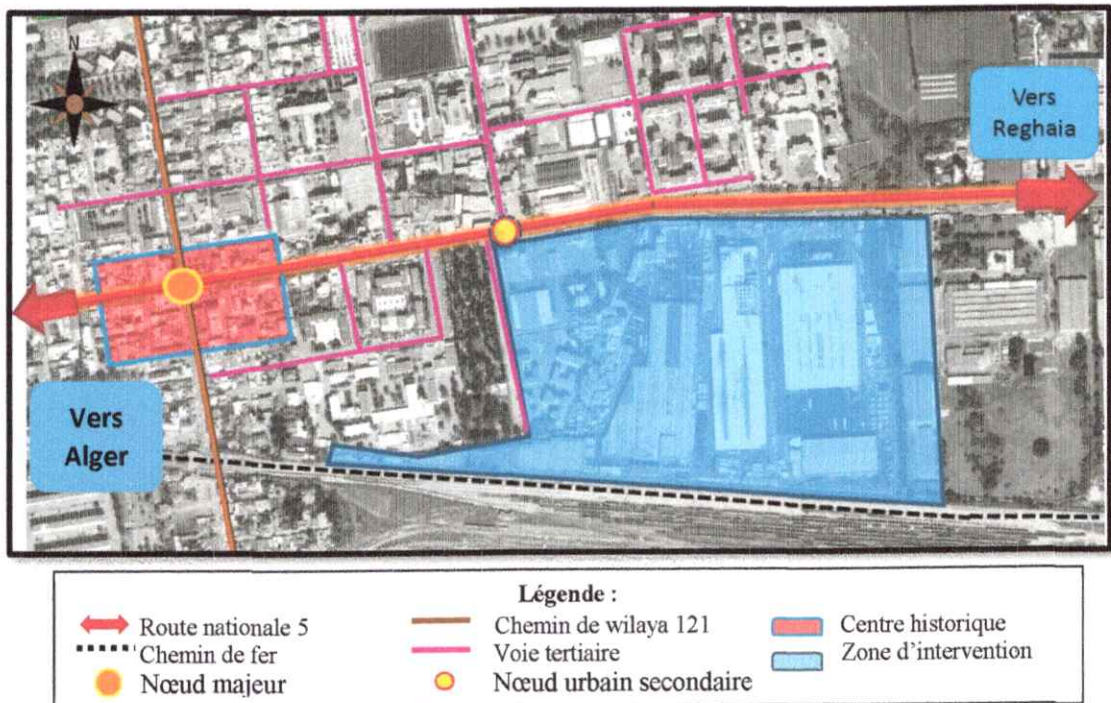 N
Vers
Reghaia
Vers
Alger
Légende :
Route nationale 5
Chemin de fer
Nœud majeur
Chemin de wilaya 121
Voie tertiaire
Nœud urbain secondaire
Centre historique
Zone d'intervention